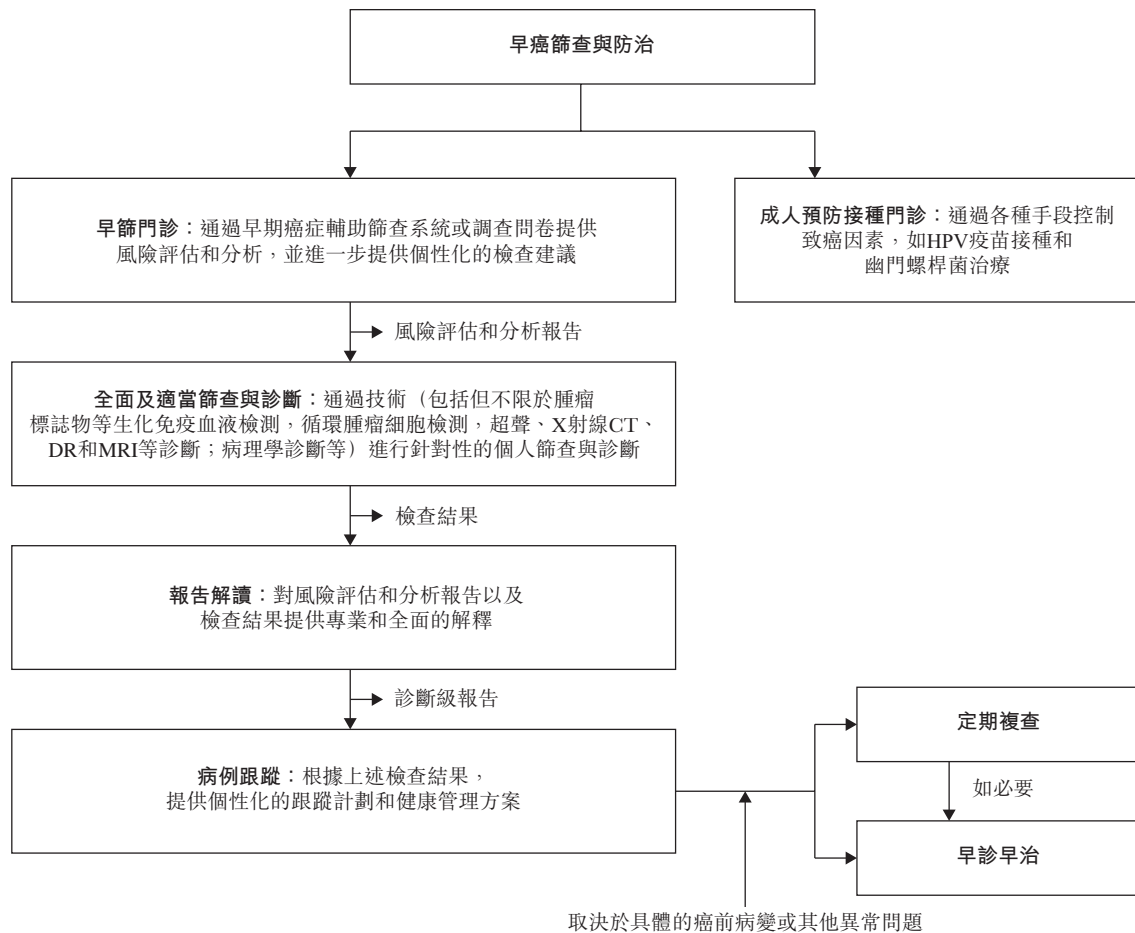 早癌篩查與防治
早篩門診：通過早期癌症輔助篩查系統或調查問卷提供
風險評估和分析，並進一步提供個性化的檢查建議
成人預防接種門診：通過各種手段控制
致癌因素，如HPV疫苗接種和
幽門螺桿菌治療
風險評估和分析報告
全面及適當篩查與診斷：通過技術（包括但不限於腫瘤
標誌物等生化免疫血液檢測，循環腫瘤細胞檢測，超聲、X射線CT、
DR和MRI等診斷；病理學診斷等）進行針對性的個人篩查與診斷
檢查結果
報告解讀：對風險評估和分析報告以及
檢查結果提供專業和全面的解釋
診斷級報告
病例跟蹤：根據上述檢查結果，
提供個性化的跟蹤計劃和健康管理方案
定期複查
如必要
早診早治
取決於具體的癌前病變或其他異常問題